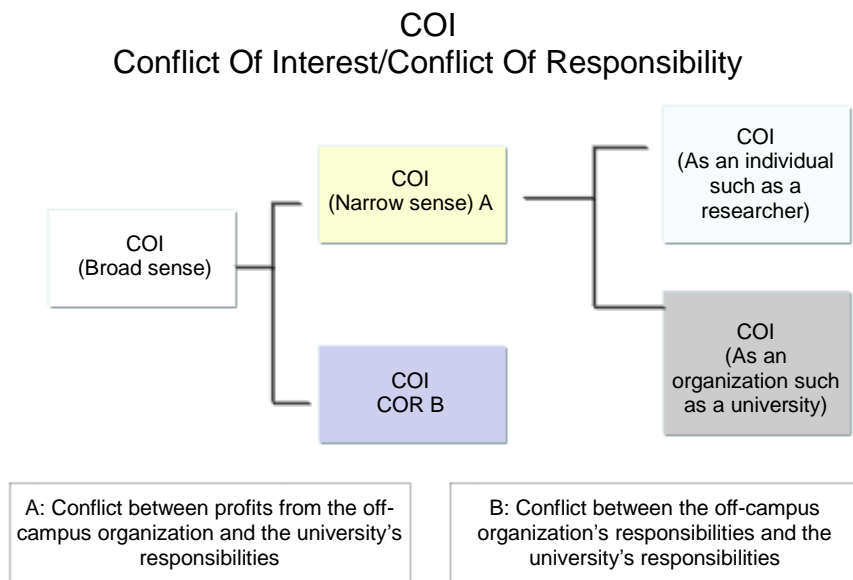 COI
Conflict Of Interest/Conflict Of Responsibility
COI
(Broad sense)
COI
(Narrow sense) A
COI
COR B
COI
(As an individual
such as a
researcher)
COI
(As an
organization such
as a university)
A: Conflict between profits from the off-
campus organization and the university’s
responsibilities
B: Conflict between the off-campus
organization’s responsibilities and the
university’s responsibilities